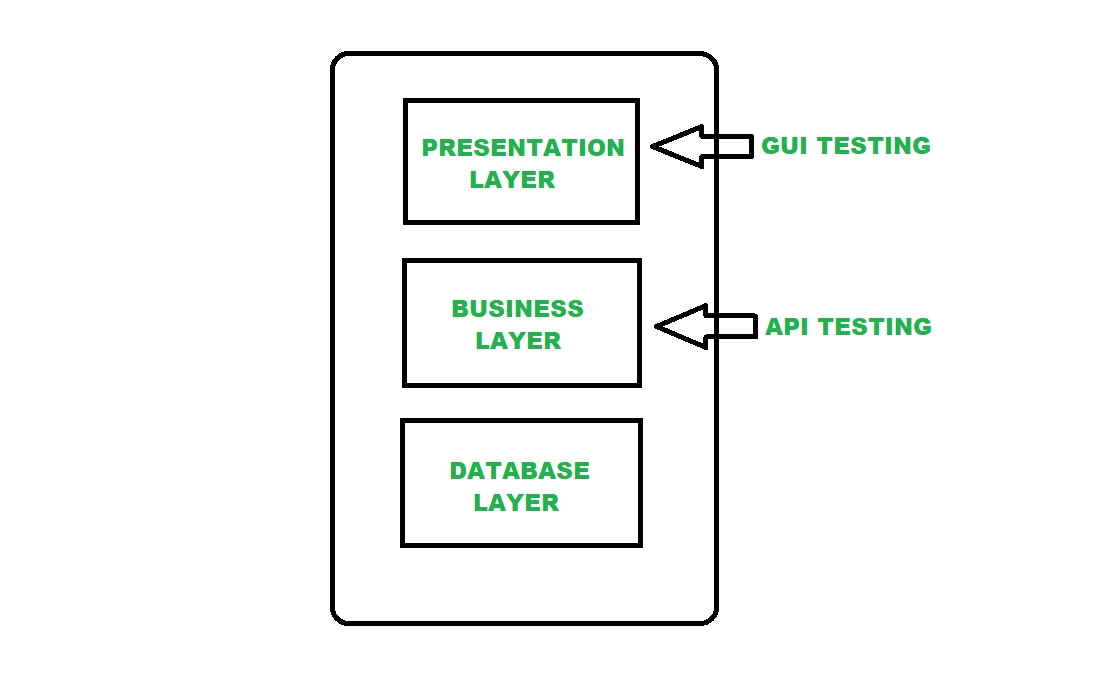 PRESENTATION
LAYER
GUI TESTING
BUSINESS
LAYER
API TESTING
DATABASE
LAYER